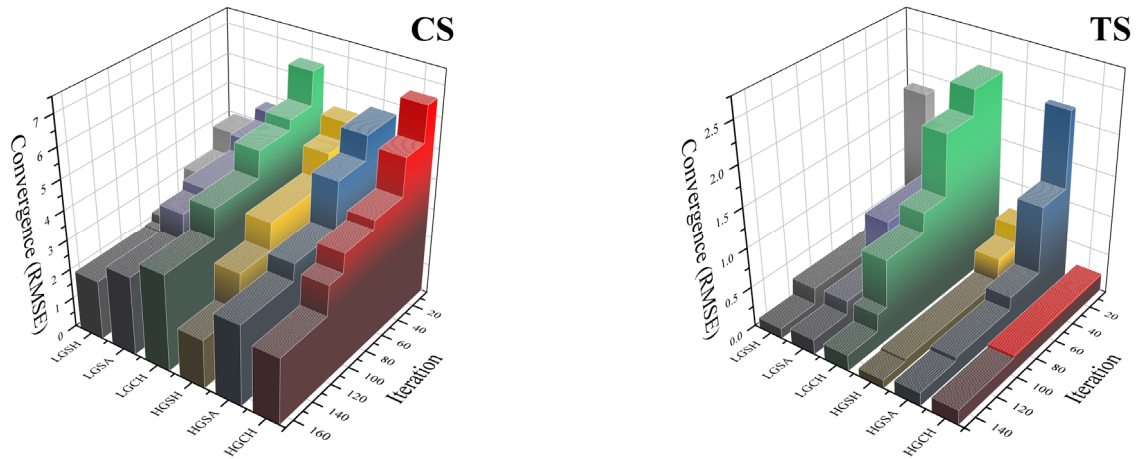 CS
7
6
5
4
3
2
1
0
Convergence (RMSE)
LGSH
LGSA
LGCH
HGSH
HGSA
HGCH
20
40
60
80
100
120
140
160
Iteration
TS
2.5
2.0
1.5
1.0
0.5
0.0
Convergence (RMSE)
LGSH
LGSA
LGCH
HGSH
HGSA
HGCH
20
40
60
80
100
120
140
Iteration